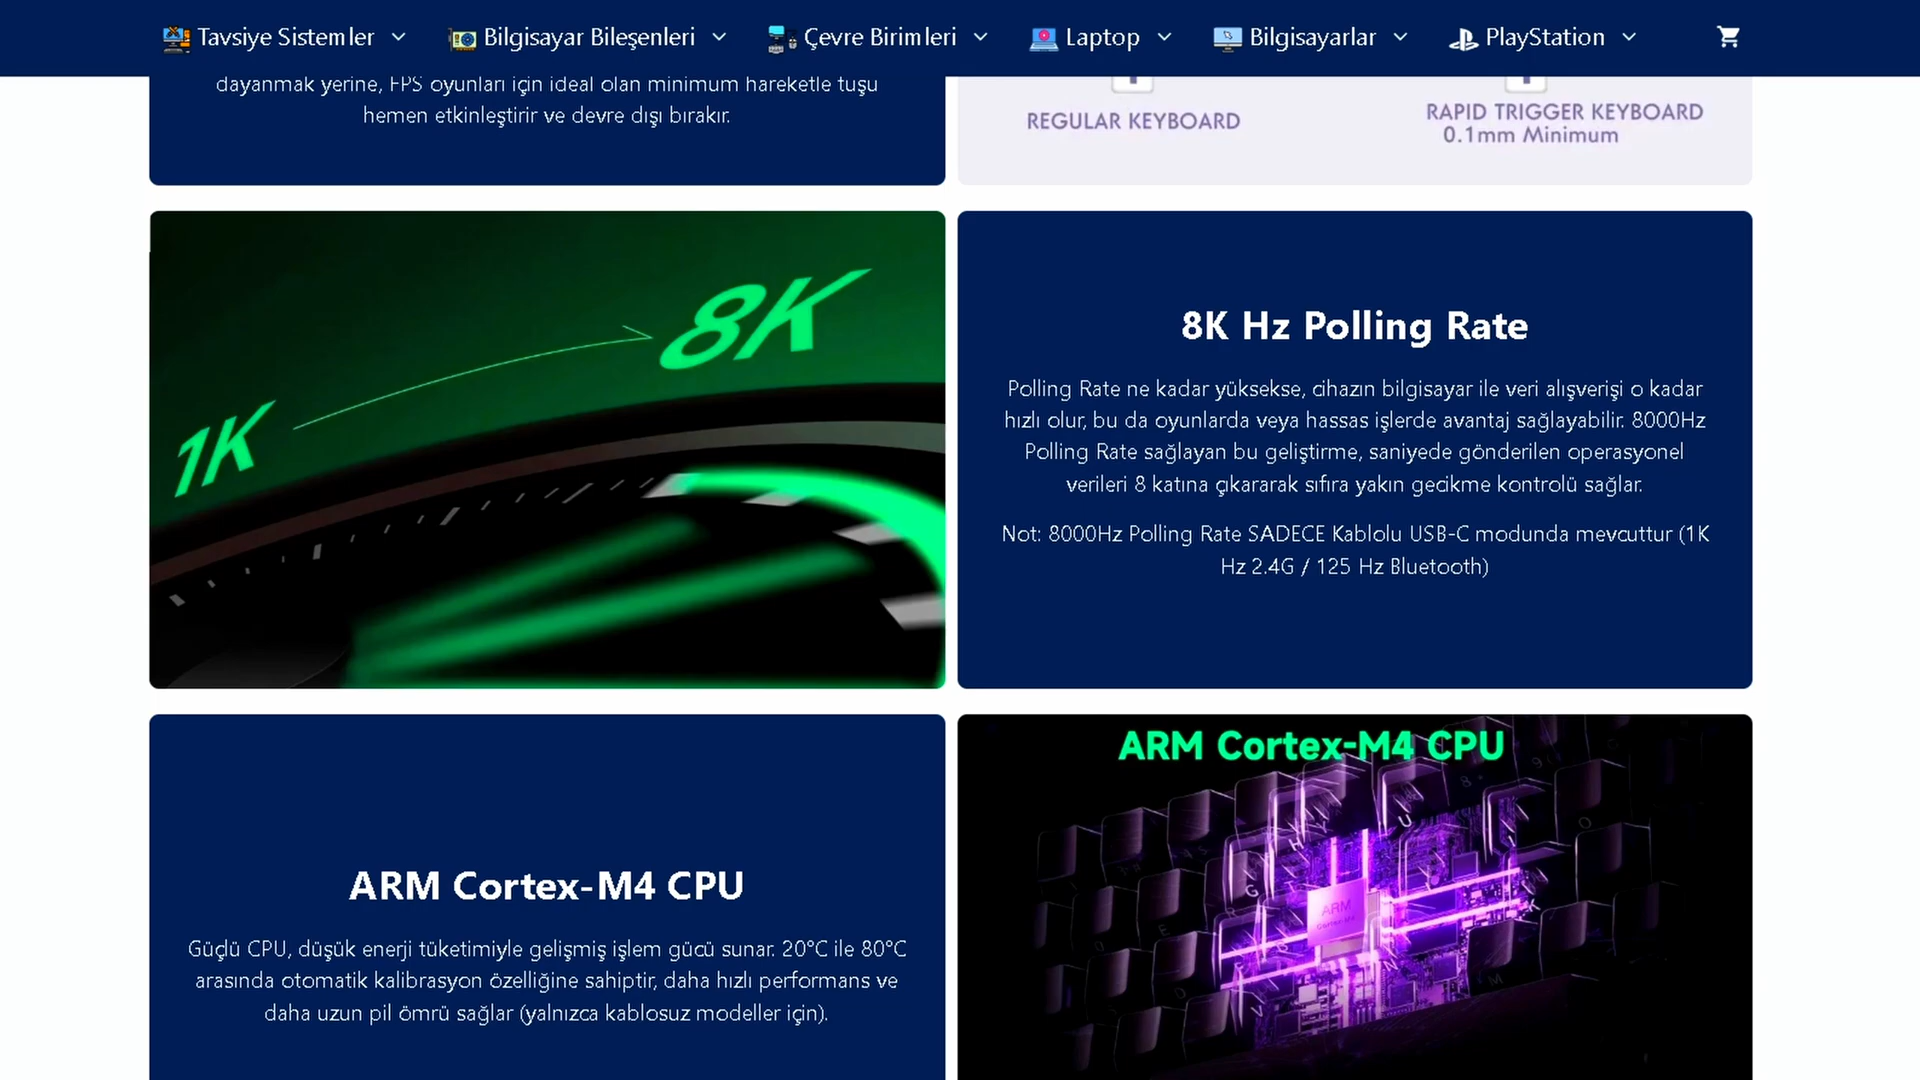 Tavsiye Sistemler
Bilgisayar Bileşenleri
Çevre Birimleri
Laptop
Bilgisayarlar
PlayStation
dayanmak yerine, FPS oyunları için ideal olan minimum hareketle tuşu
hemen etkinleştirir ve devre dışı bırakır.
REGULAR KEYBOARD
RAPID TRIGGER KEYBOARD
0.1mm Minimum
1K
8K
8K Hz Polling Rate
Polling Rate ne kadar yüksekse, cihazın bilgisayar ile veri alışverişi o kadar
hızlı olur, bu da oyunlarda veya hassas işlerde avantaj sağlayabilir. 8000Hz
Polling Rate sağlayan bu geliştirme, saniyede gönderilen operasyonel
verileri 8 katına çıkararak sıfıra yakın gecikme kontrolü sağlar.
Not: 8000Hz Polling Rate SADECE Kablolu USB-C modunda mevcuttur (1K
Hz 2.4G / 125 Hz Bluetooth)
ARM Cortex-M4 CPU
Güçlü CPU, düşük enerji tüketimiyle gelişmiş işlem gücü sunar. 20°C ile 80°C
arasında otomatik kalibrasyon özelliğine sahiptir, daha hızlı performans ve
daha uzun pil ömrü sağlar (yalnızca kablosuz modeller için).
ARM Cortex-M4 CPU
ARM